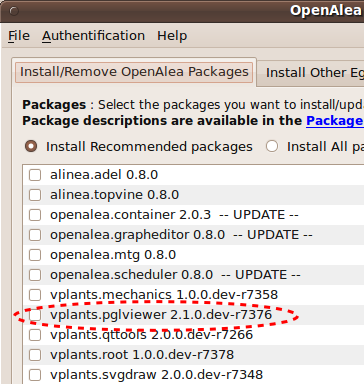 OpenAlea
File Authentification Help
Install/Remove OpenAlea Packages Install Other Eg
Packages : Select the packages you want to install/upda
Package descriptions are available in the Package
Install Recommended packages Install All pa
alinea.adel 0.8.0
alinea.topvine 0.8.0
openalea.container 2.0.3 -- UPDATE --
openalea.grapheditor 0.8.0 -- UPDATE --
openalea.mtg 0.8.0
openalea.scheduler 0.8.0 -- UPDATE --
vplants.mechanics 1.0.0.dev-r7358
vplants.pglviewer 2.1.0.dev-r7376
vplants.qttools 2.0.0.dev-r7266
vplants.root 1.0.0.dev-r7378
vplants.svgdraw 2.0.0.dev-r7348